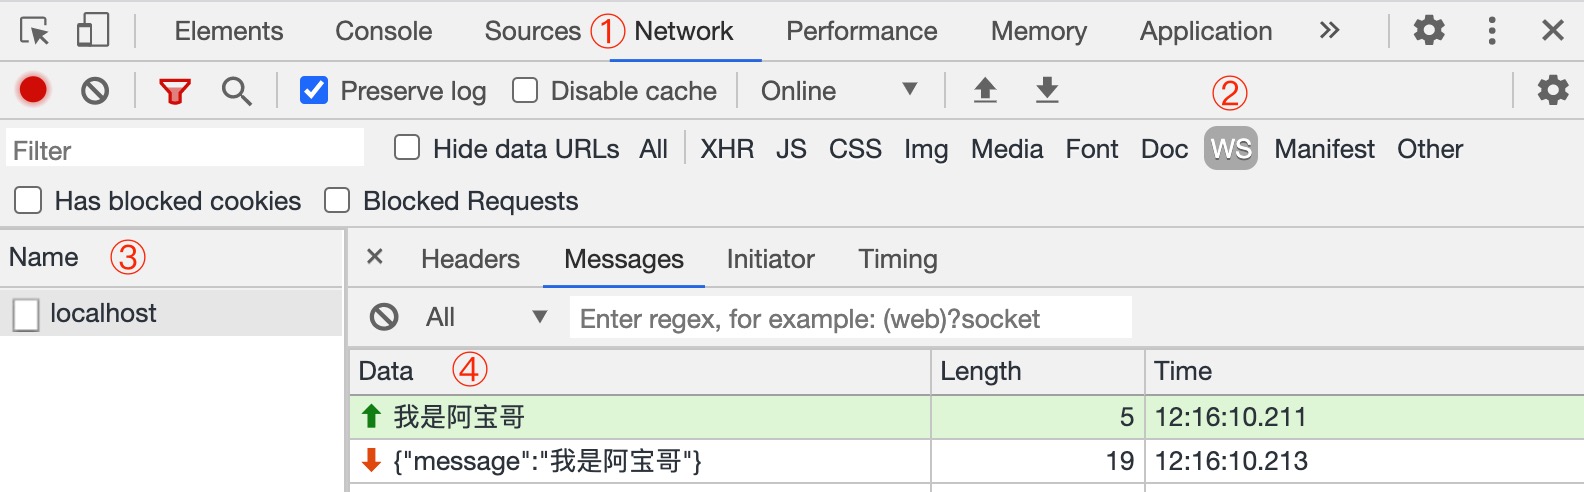 Elements Console Sources ① Network Performance Memory Application »
Preserve log Disable cache Online ②
Filter Hide data URLs All XHR JS CSS Img Media Font Doc WS Manifest Other
Has blocked cookies Blocked Requests
Name ③ × Headers Messages Initiator Timing
localhost All Enter regex, for example: (web)?socket
Data ④ Length Time
我是阿宝哥 5 12:16:10.211
{"message":"我是阿宝哥"} 19 12:16:10.213